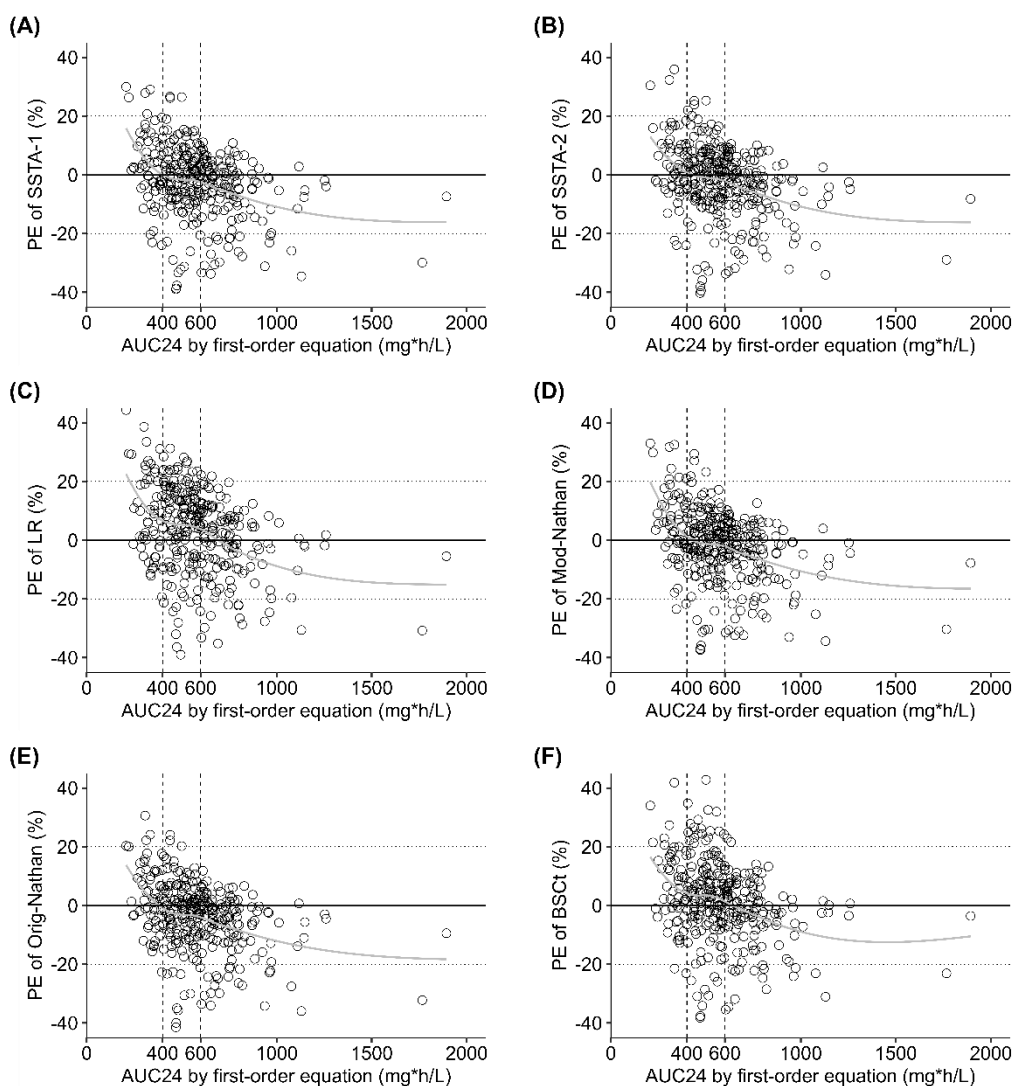 (A)
40
20
0
-20
-40
PE of SSTA-1 (%)
0 400 600 1000 1500 2000
AUC24 by first-order equation (mg*h/L)
(B)
40
20
0
-20
-40
PE of SSTA-2 (%)
0 400 600 1000 1500 2000
AUC24 by first-order equation (mg*h/L)
(C)
40
20
0
-20
-40
PE of LR (%)
0 400 600 1000 1500 2000
AUC24 by first-order equation (mg*h/L)
(D)
40
20
0
-20
-40
PE of Mod-Nathan (%)
0 400 600 1000 1500 2000
AUC24 by first-order equation (mg*h/L)
(E)
40
20
0
-20
-40
PE of Orig-Nathan (%)
0 400 600 1000 1500 2000
AUC24 by first-order equation (mg*h/L)
(F)
40
20
0
-20
-40
PE of BSCt (%)
0 400 600 1000 1500 2000
AUC24 by first-order equation (mg*h/L)